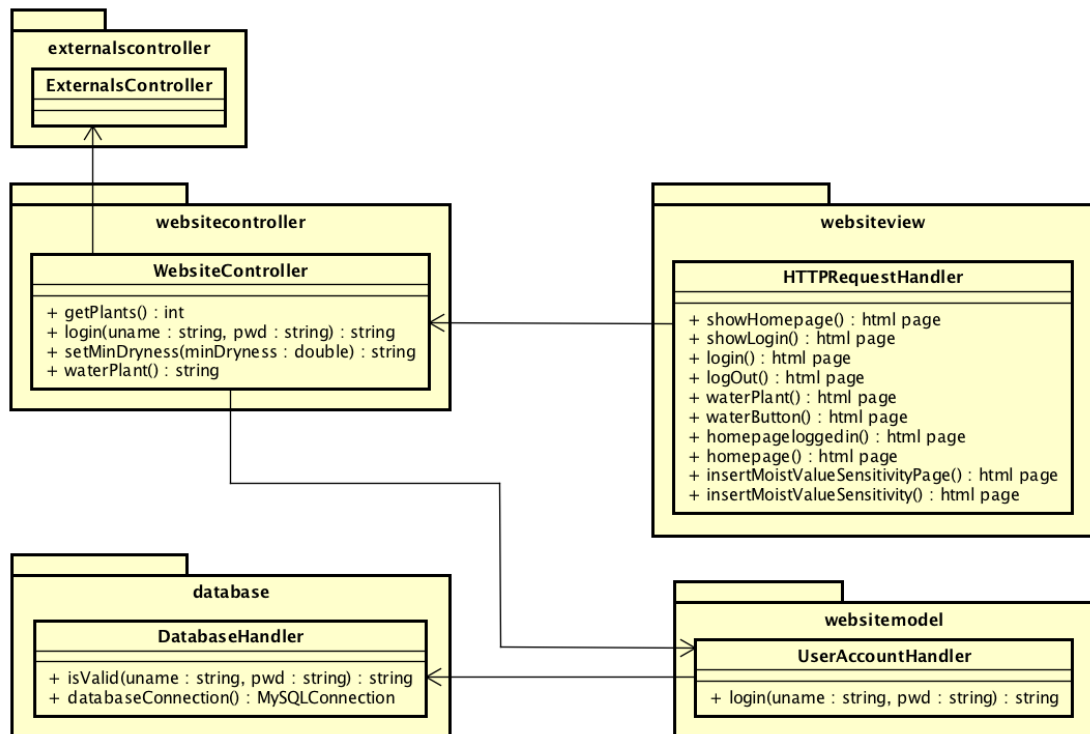 externalscontroller
ExternalsController
websitecontroller
WebsiteController
+ getPlants() : int
+ login(uname : string, pwd : string) : string
+ setMinDryness(minDryness : double) : string
+ waterPlant() : string
websiteview
HTTPRequestHandler
+ showHomepage() : html page
+ showLogin() : html page
+ login() : html page
+ logOut() : html page
+ waterPlant() : html page
+ waterButton() : html page
+ homepageloggedin() : html page
+ homepage() : html page
+ insertMoistValueSensitivityPage() : html page
+ insertMoistValueSensitivity() : html page
database
DatabaseHandler
+ isValid(uname : string, pwd : string) : string
+ databaseConnection() : MySQLConnection
websitemodel
UserAccountHandler
+ login(uname : string, pwd : string) : string